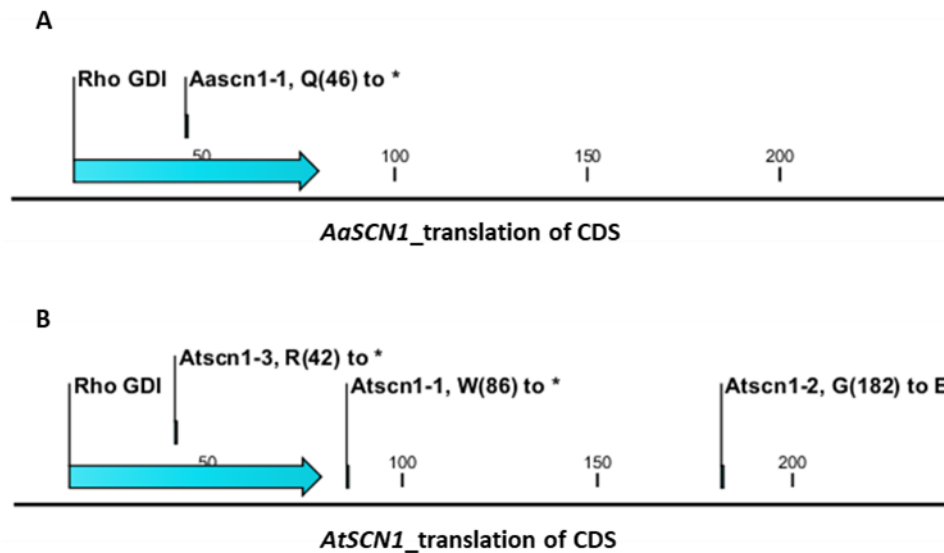 A
Rho GDI
Aascn1-1, Q(46) to *
50
100
150
200
AaSCN1_translation of CDS
B
Atscn1-3, R(42) to *
Rho GDI
Atscn1-1, W(86) to *
Atscn1-2, G(182) to E
50
100
150
200
AtSCN1_translation of CDS